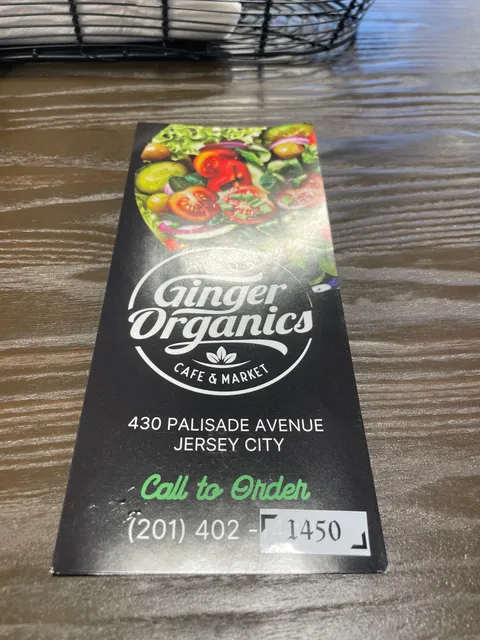 Ginger
Organics
CAFE & MARKET
430 PALISADE AVENUE
JERSEY CITY
Call to Order
(201) 402 - 1450